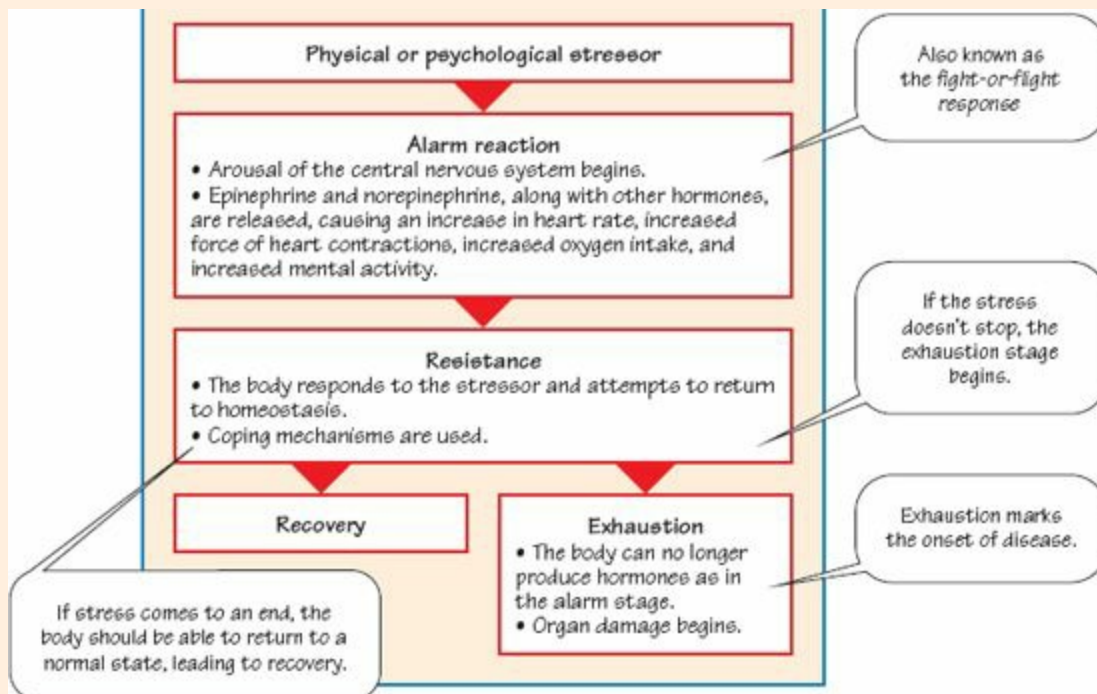 Physical or psychological stressor
Also known as
the fight-or-flight
response
Alarm reaction
• Arousal of the central nervous system begins.
• Epinephrine and norepinephrine, along with other hormones,
are released, causing an increase in heart rate, increased
force of heart contractions, increased oxygen intake, and
increased mental activity.
If the stress
doesn't stop, the
exhaustion stage
begins.
Resistance
• The body responds to the stressor and attempts to return
to homeostasis.
• Coping mechanisms are used.
Recovery
Exhaustion
• The body can no longer
produce hormones as in
the alarm stage.
• Organ damage begins.
Exhaustion marks
the onset of disease.
If stress comes to an end, the
body should be able to return to a
normal state, leading to recovery.